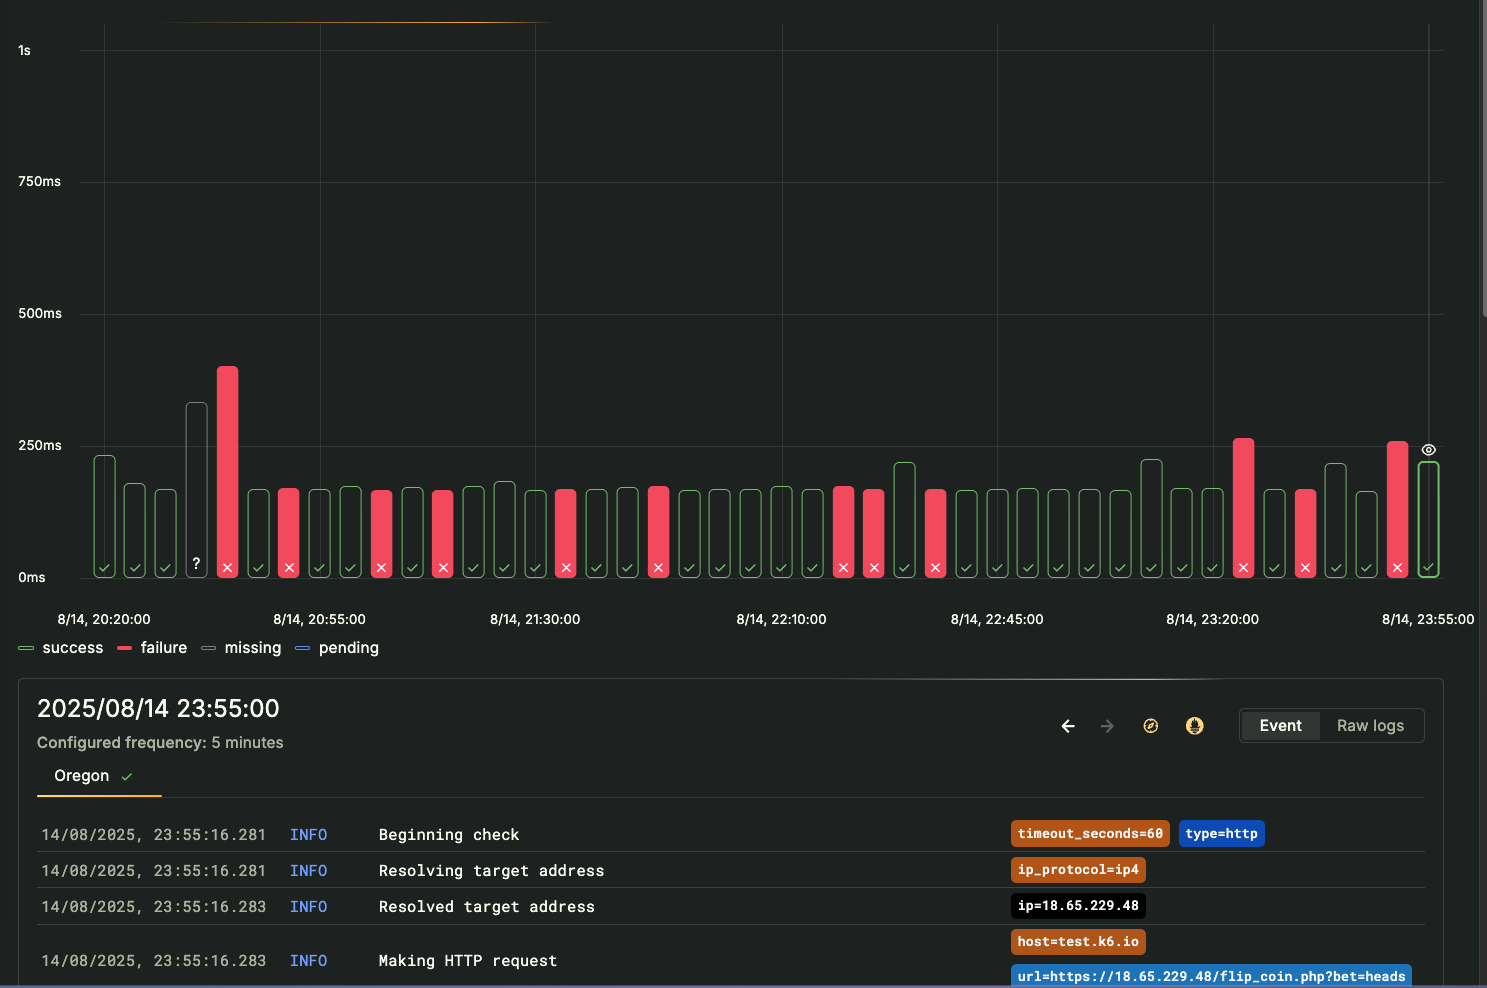 1s
750ms
500ms
250ms
?
0ms
8/14, 20:20:00 8/14, 20:55:00 8/14, 21:30:00 8/14, 22:10:00 8/14, 22:45:00 8/14, 23:20:00 8/14, 23:55:00
success failure missing pending
2025/08/14 23:55:00
Configured frequency: 5 minutes
Event Raw logs
Oregon
14/08/2025, 23:55:16.281 INFO Beginning check timeout_seconds=60 type=http
14/08/2025, 23:55:16.281 INFO Resolving target address ip_protocol=ip4
14/08/2025, 23:55:16.283 INFO Resolved target address ip=18.65.229.48
host=test.k6.io
14/08/2025, 23:55:16.283 INFO Making HTTP request
url=https://18.65.229.48/flip_coin.php?bet=heads